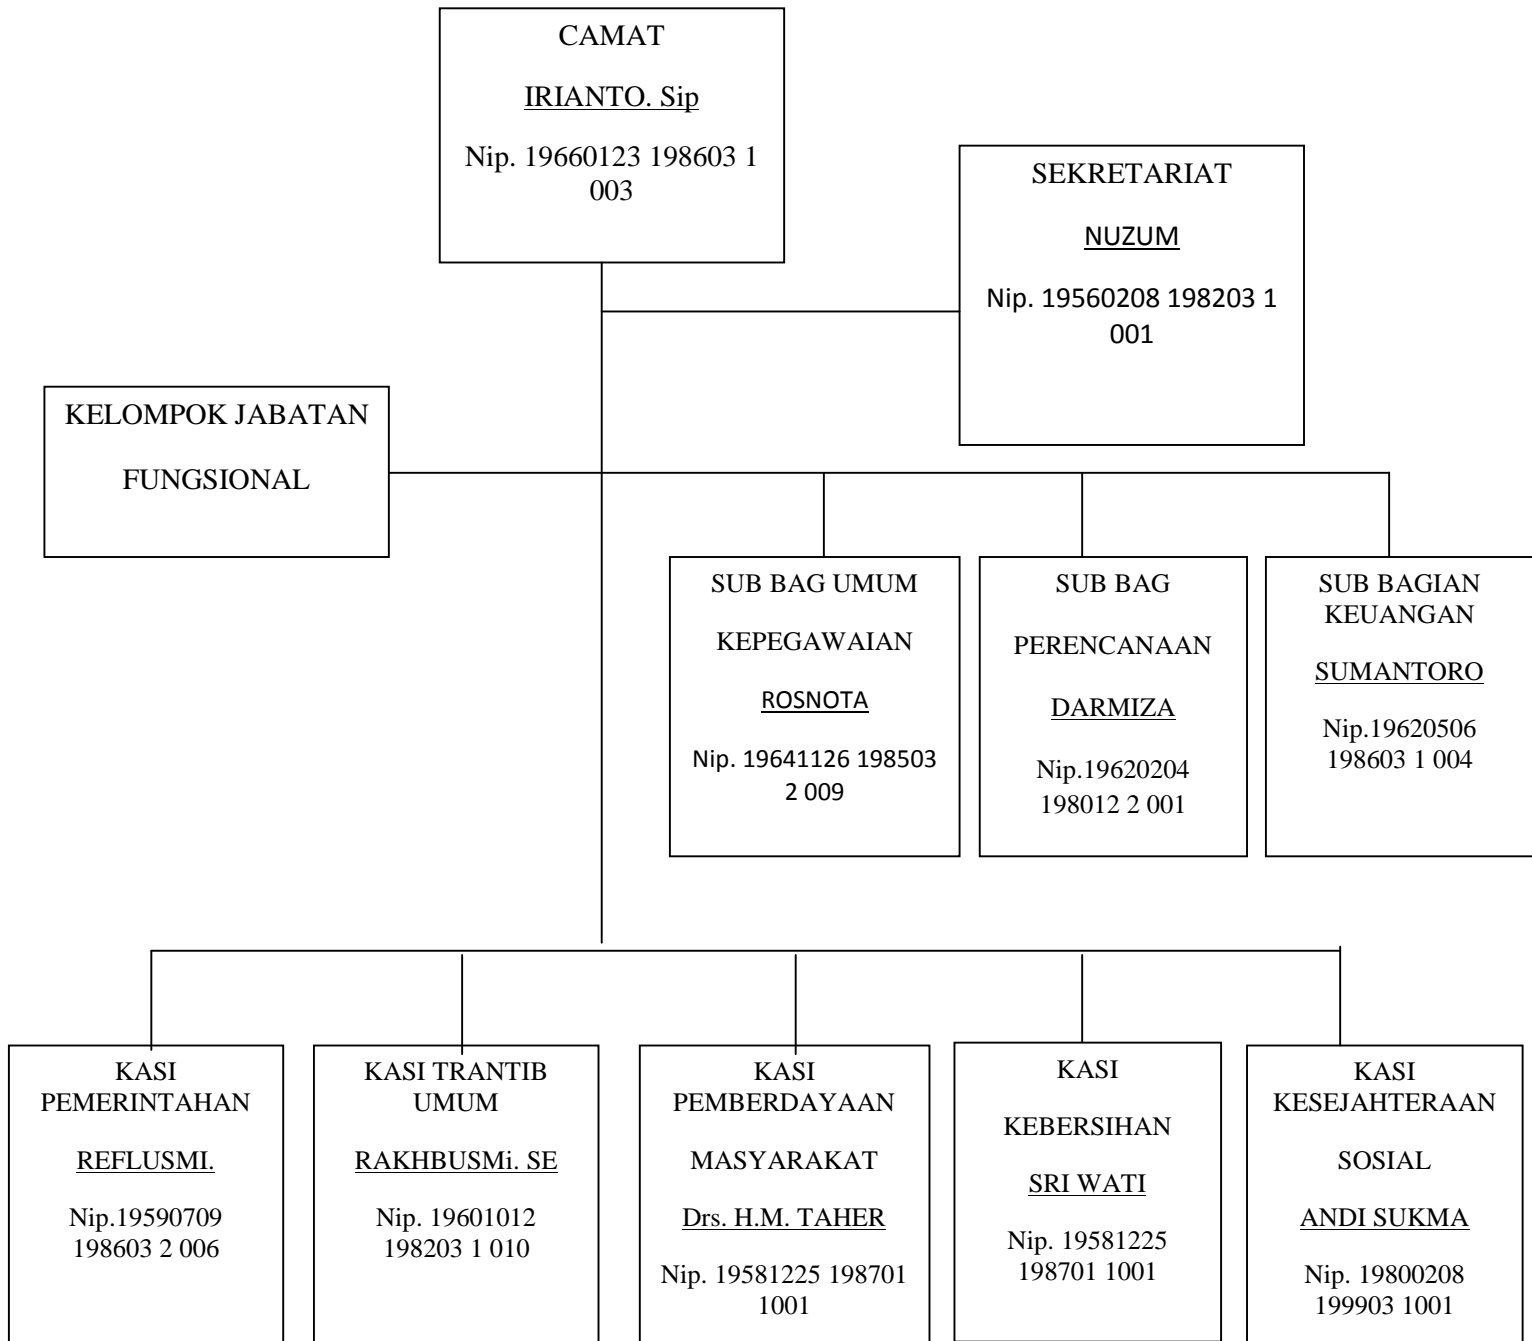 CAMAT
IRIANTO. Sip
Nip. 19660123 198603 1
003
SEKRETARIAT
NUZUM
Nip. 19560208 198203 1
001
KELOMPOK JABATAN
FUNGSIONAL
SUB BAG UMUM
KEPEGAWAIAN
ROSNOTA
Nip. 19641126 198503
2 009
SUB BAG
PERENCANAAN
DARMIZA
Nip.19620204
198012 2 001
SUB BAGIAN
KEUANGAN
SUMANTORO
Nip.19620506
198603 1 004
KASI
PEMERINTAHAN
REFLUSMI.
Nip.19590709
198603 2 006
KASI TRANTIB
UMUM
RAKHBUSMi. SE
Nip. 19601012
198203 1 010
KASI
PEMBERDAYAAN
MASYARAKAT
Drs. H.M. TAHER
Nip. 19581225 198701
1001
KASI
KEBERSIHAN
SRI WATI
Nip. 19581225
198701 1001
KASI
KESEJAHTERAAN
SOSIAL
ANDI SUKMA
Nip. 19800208
199903 1001